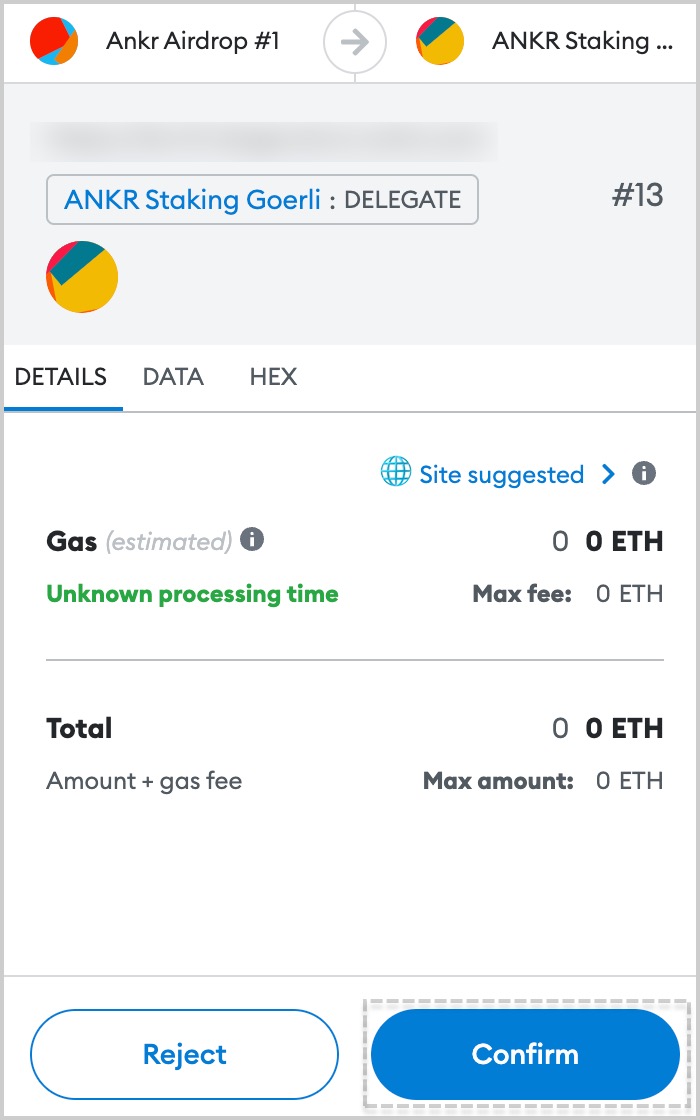 Ankr Airdrop #1 ANKR Staking ...
ANKR Staking Goerli : DELEGATE #13
DETAILS DATA HEX
Site suggested
Gas (estimated) 0 0 ETH
Unknown processing time Max fee: 0 ETH
Total 0 0 ETH
Amount + gas fee Max amount: 0 ETH
Reject Confirm